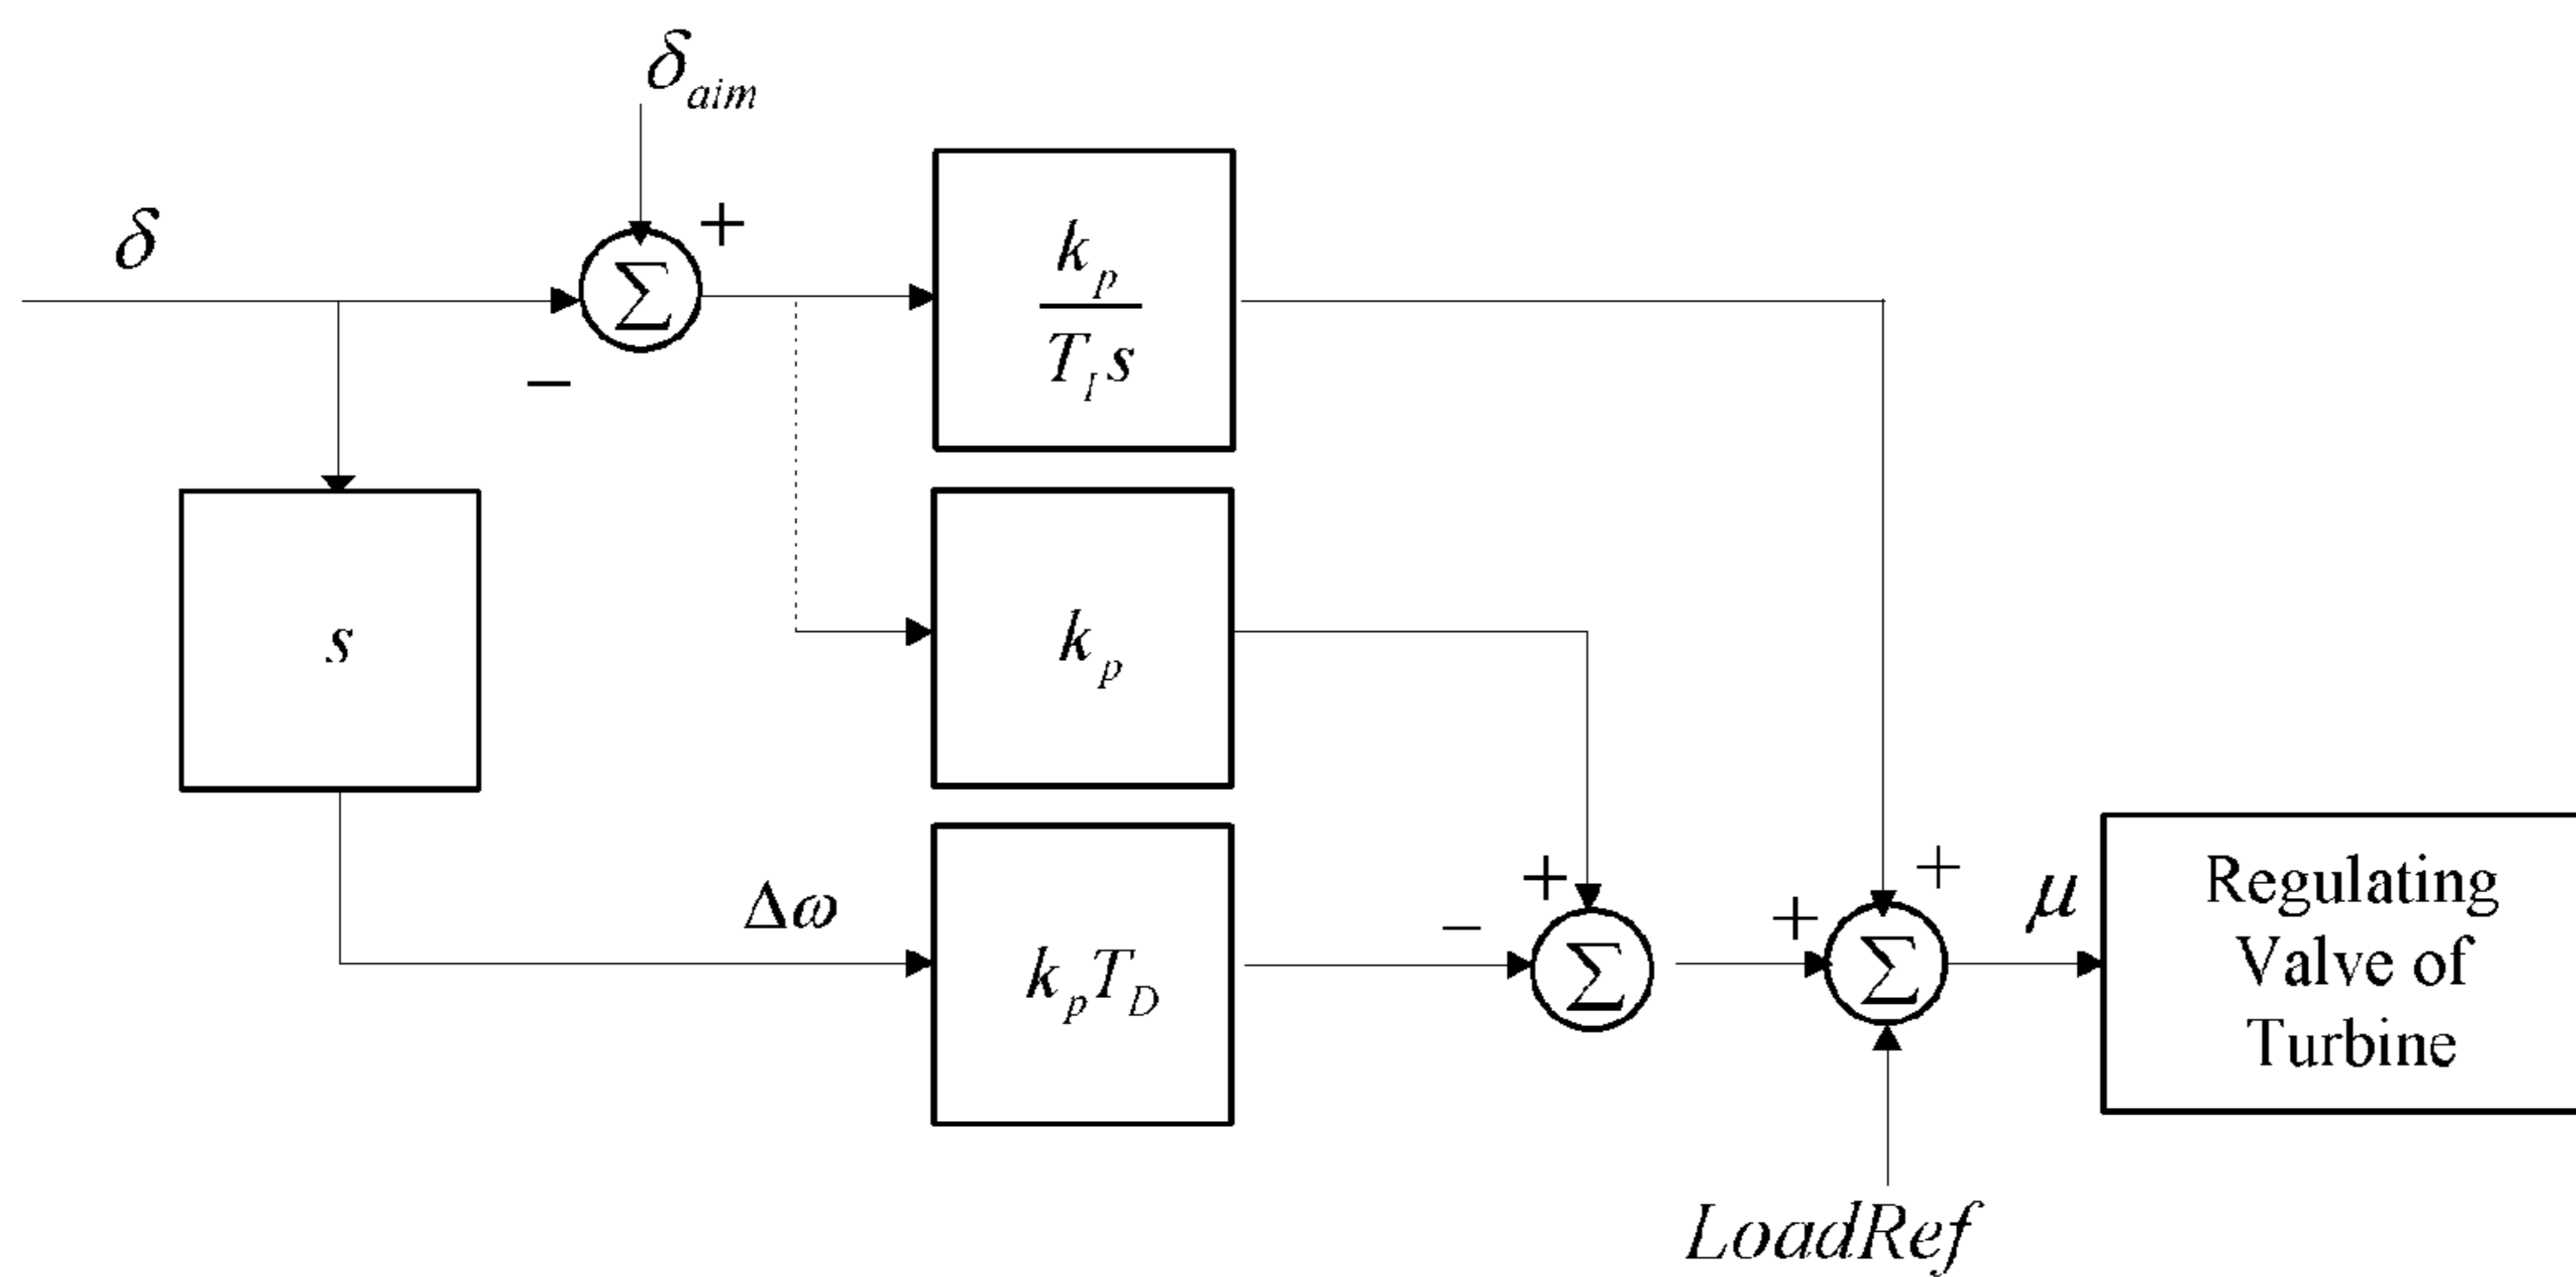 δ_aim
δ
+
Σ
−
k_p
T_I s
s
k_p
Δω
k_p T_D
+
−
Σ
+
+
Σ
μ
Regulating
Valve of
Turbine
LoadRef